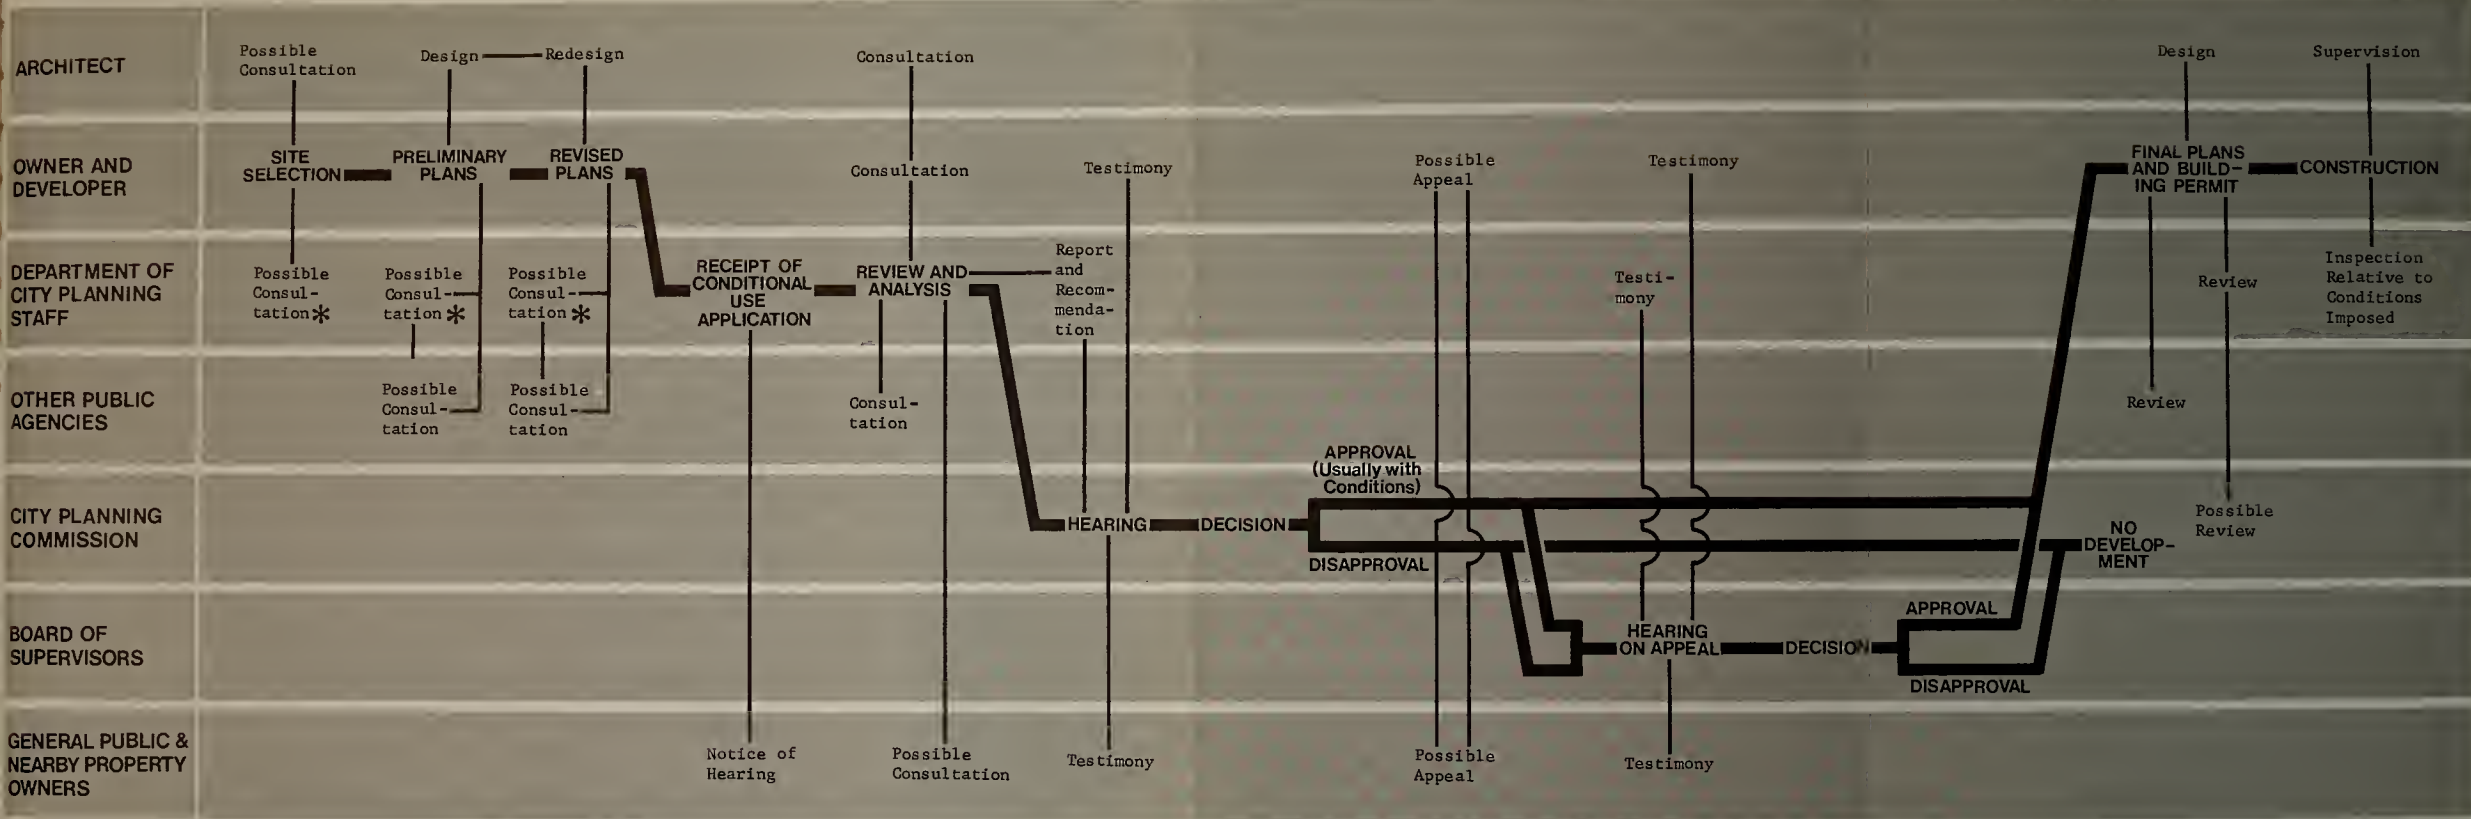 ARCHITECT
Possible
Consultation
Design
Redesign
Consultation
Design
Supervision
OWNER AND
DEVELOPER
SITE
SELECTION
PRELIMINARY
PLANS
REVISED
PLANS
Consultation
Testimony
Possible
Appeal
Testimony
FINAL PLANS
AND BUILD-
ING PERMIT
CONSTRUCTION
DEPARTMENT OF
CITY PLANNING
STAFF
Possible
Consul-
tation*
Possible
Consul-
tation*
Possible
Consul-
tation*
RECEIPT OF
CONDITIONAL
USE
APPLICATION
REVIEW AND
ANALYSIS
Report
and
Recom-
menda-
tion
Testi-
mony
Review
Inspection
Relative to
Conditions
Imposed
OTHER PUBLIC
AGENCIES
Possible
Consul-
tation
Possible
Consul-
tation
Consul-
tation
Review
CITY PLANNING
COMMISSION
HEARING
DECISION
APPROVAL
(Usually with
Conditions)
DISAPPROVAL
NO
DEVELOP-
MENT
Possible
Review
BOARD OF
SUPERVISORS
HEARING
ON APPEAL
DECISION
APPROVAL
DISAPPROVAL
GENERAL PUBLIC &
NEARBY PROPERTY
OWNERS
Notice of
Hearing
Possible
Consultation
Testimony
Possible
Appeal
Testimony